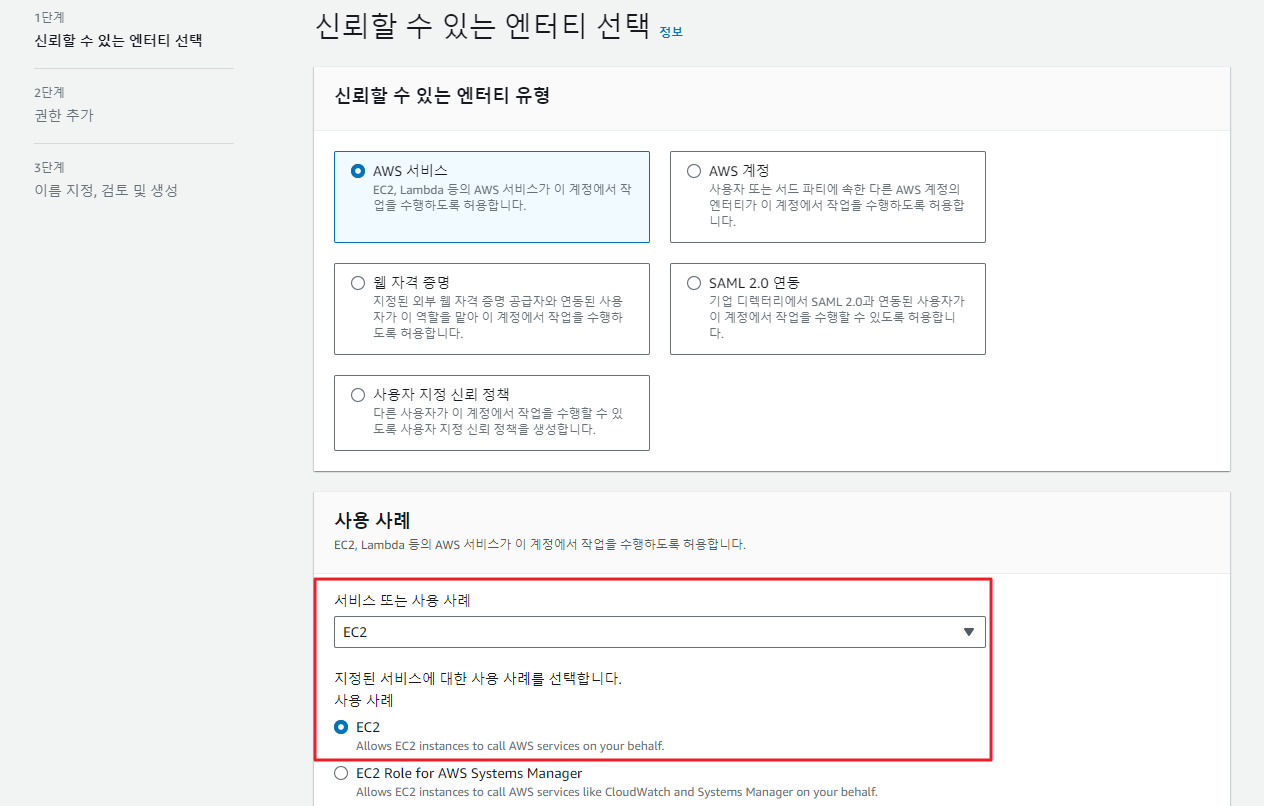 1단계
신뢰할 수 있는 엔터티 선택
2단계
권한 추가
3단계
이름 지정, 검토 및 생성
신뢰할 수 있는 엔터티 선택 정보
신뢰할 수 있는 엔터티 유형
AWS 서비스
EC2, Lambda 등의 AWS 서비스가 이 계정에서 작
업을 수행하도록 허용합니다.
AWS 계정
사용자 또는 서드 파티에 속한 다른 AWS 계정의
엔터티가 이 계정에서 작업을 수행하도록 허용합
니다.
웹 자격 증명
지정된 외부 웹 자격 증명 공급자와 연동된 사용
자가 이 역할을 맡아 이 계정에서 작업을 수행하
도록 허용합니다.
SAML 2.0 연동
기업 디렉터리에서 SAML 2.0과 연동된 사용자가
이 계정에서 작업을 수행할 수 있도록 허용합니
다.
사용자 지정 신뢰 정책
다른 사용자가 이 계정에서 작업을 수행할 수 있
도록 사용자 지정 신뢰 정책을 생성합니다.
사용 사례
EC2, Lambda 등의 AWS 서비스가 이 계정에서 작업을 수행하도록 허용합니다.
서비스 또는 사용 사례
EC2
지정된 서비스에 대한 사용 사례를 선택합니다.
사용 사례
EC2
Allows EC2 instances to call AWS services on your behalf.
EC2 Role for AWS Systems Manager
Allows EC2 instances to call AWS services like CloudWatch and Systems Manager on your behalf.